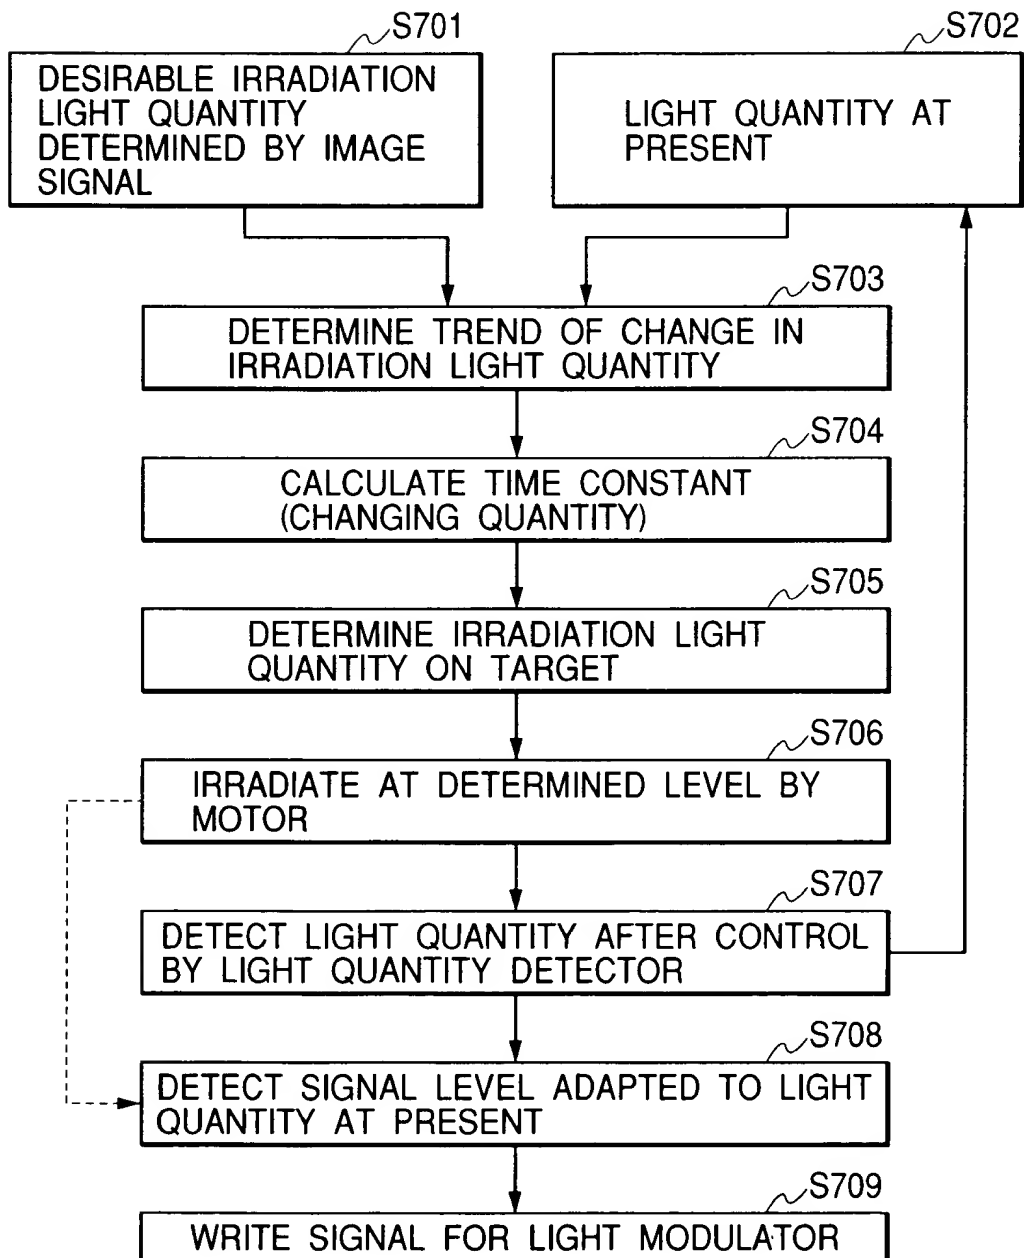 S701
DESIRABLE IRRADIATION
LIGHT QUANTITY
DETERMINED BY IMAGE
SIGNAL
S702
LIGHT QUANTITY AT
PRESENT
S703
DETERMINE TREND OF CHANGE IN
IRRADIATION LIGHT QUANTITY
S704
CALCULATE TIME CONSTANT
(CHANGING QUANTITY)
S705
DETERMINE IRRADIATION LIGHT
QUANTITY ON TARGET
S706
IRRADIATE AT DETERMINED LEVEL BY
MOTOR
S707
DETECT LIGHT QUANTITY AFTER CONTROL
BY LIGHT QUANTITY DETECTOR
S708
DETECT SIGNAL LEVEL ADAPTED TO LIGHT
QUANTITY AT PRESENT
S709
WRITE SIGNAL FOR LIGHT MODULATOR